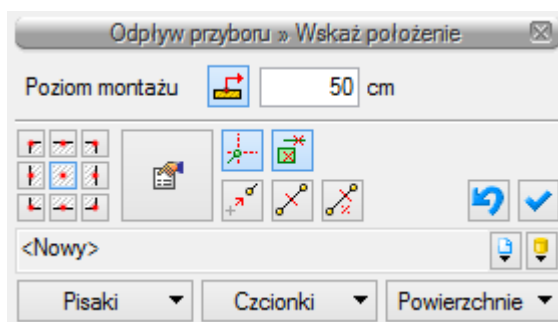 Odpływ przyboru » Wskaż położenie
Poziom montażu 50 cm
<Nowy>
Pisaki Czcionki Powierzchnie